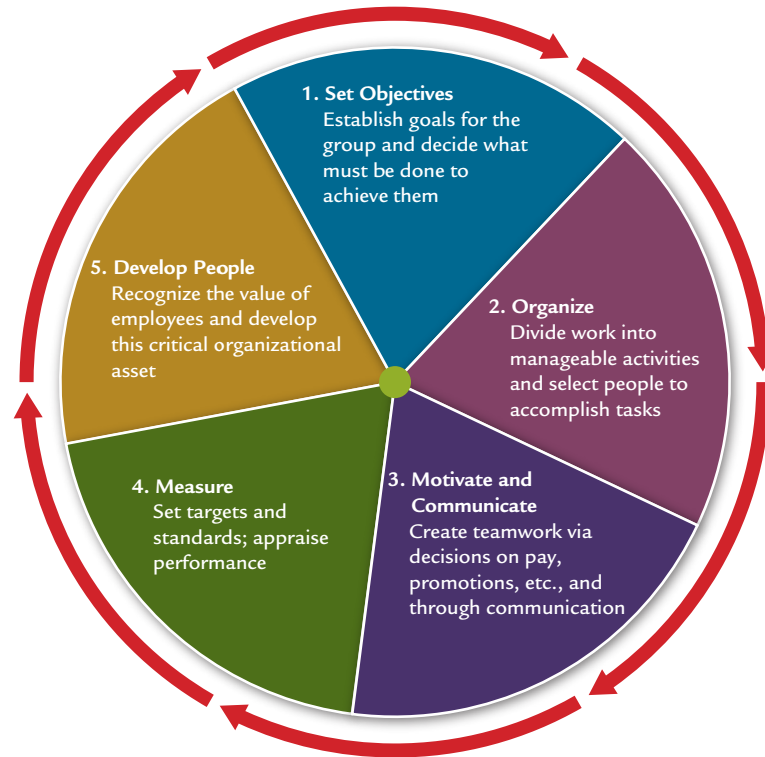 1. Set Objectives
Establish goals for the
group and decide what
must be done to
achieve them
2. Organize
Divide work into
manageable activities
and select people to
accomplish tasks
3. Motivate and
Communicate
Create teamwork via
decisions on pay,
promotions, etc., and
through communication
4. Measure
Set targets and
standards; appraise
performance
5. Develop People
Recognize the value of
employees and develop
this critical organizational
asset